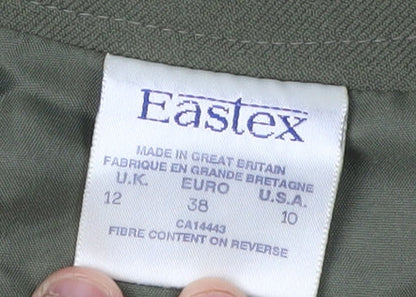 Eastex
MADE IN GREAT BRITAIN
FABRIQUE EN GRANDE BRETAGNE
U.K. EURO U.S.A.
12 38 10
CA14443
FIBRE CONTENT ON REVERSE